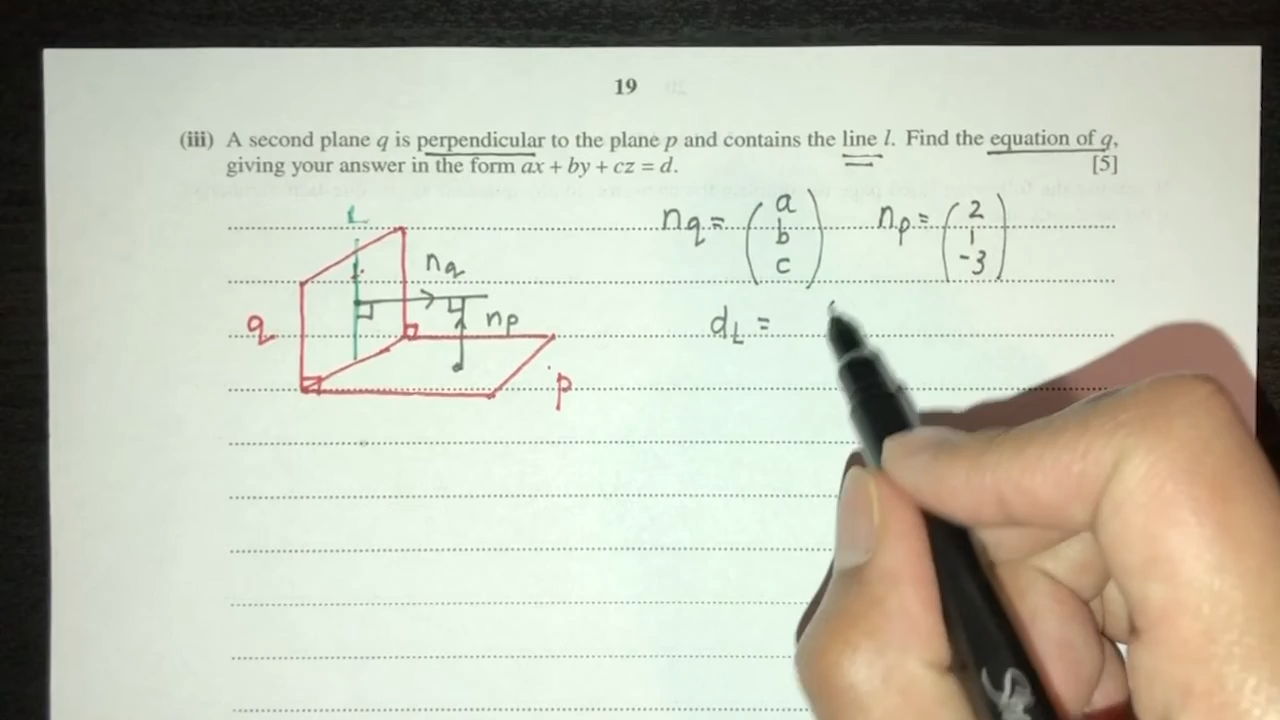 19
(iii) A second plane q is perpendicular to the plane p and contains the line l. Find the equation of q,
giving your answer in the form ax + by + cz = d. [5]
L
nq
np
q
p
nq = (a b c) np = (2 1 -3)
dL =